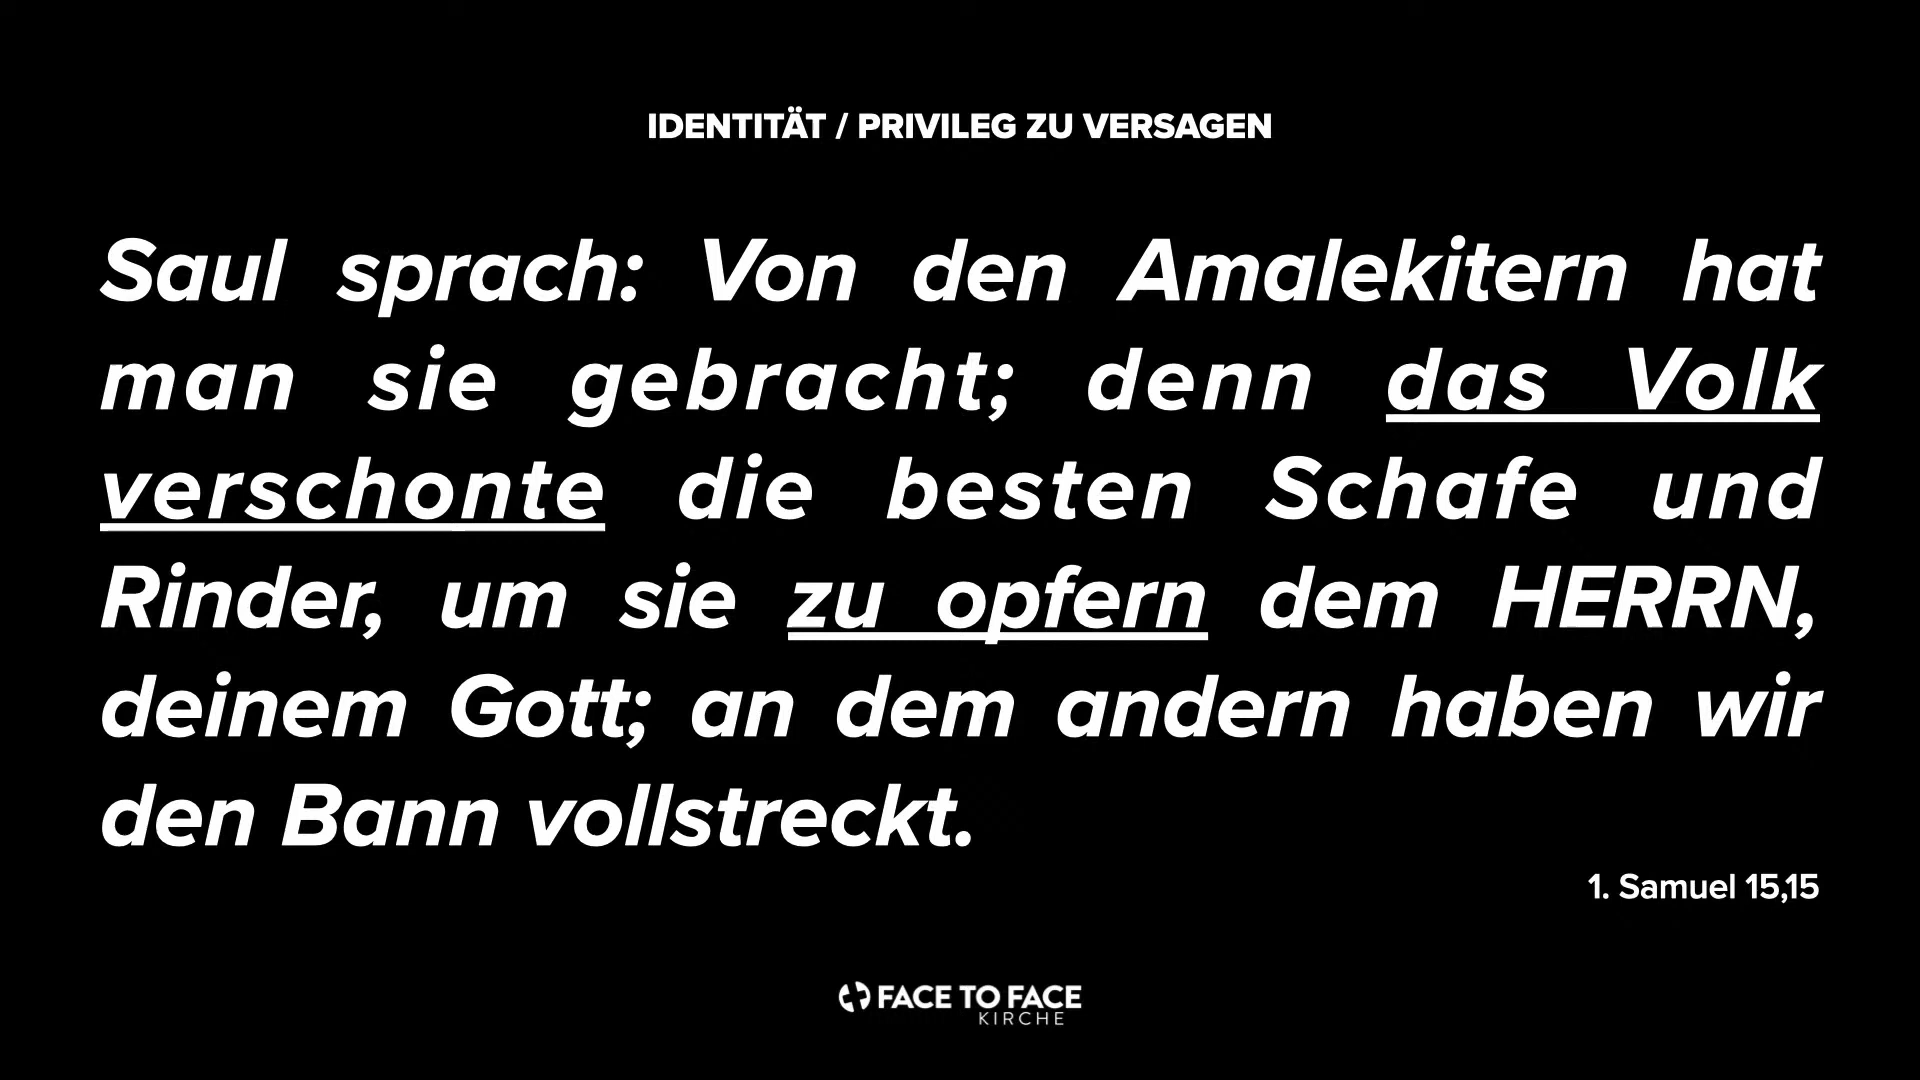 IDENTITÄT / PRIVILEG ZU VERSAGEN
Saul sprach: Von den Amalekitern hat
man sie gebracht; denn das Volk
verschonte die besten Schafe und
Rinder, um sie zu opfern dem HERRN,
deinem Gott; an dem andern haben wir
den Bann vollstreckt.
1. Samuel 15,15
FACE TO FACE
KIRCHE